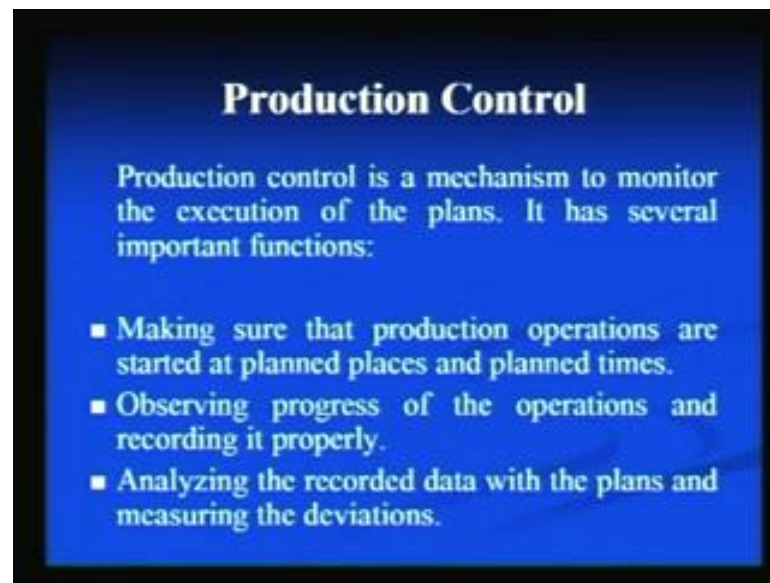 Production Control
Production control is a mechanism to monitor
the execution of the plans. It has several
important functions:
■ Making sure that production operations are
started at planned places and planned times.
■ Observing progress of the operations and
recording it properly.
■ Analyzing the recorded data with the plans and
measuring the deviations.